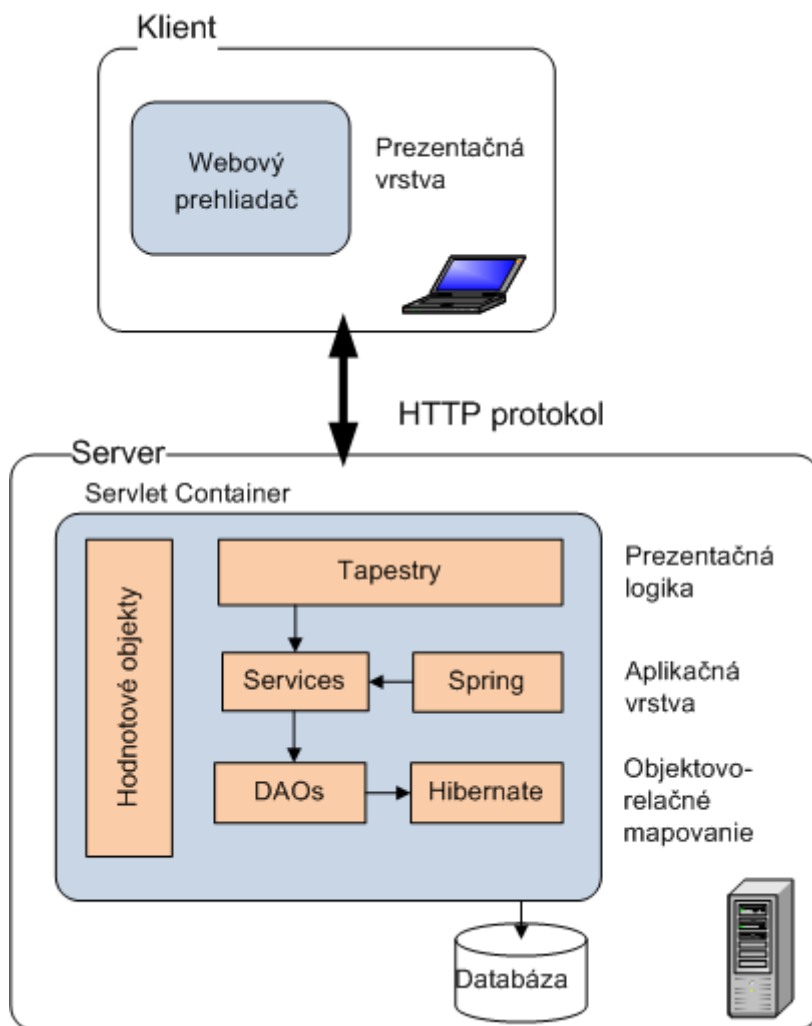 Klient
Webový
prehliadač
Prezentačná
vrstva
HTTP protokol
Server
Servlet Container
Hodnotové objekty
Tapestry
Prezentačná
logika
Services
Spring
Aplikačná
vrstva
DAOs
Hibernate
Objektovo-
relačné
mapovanie
Databáza